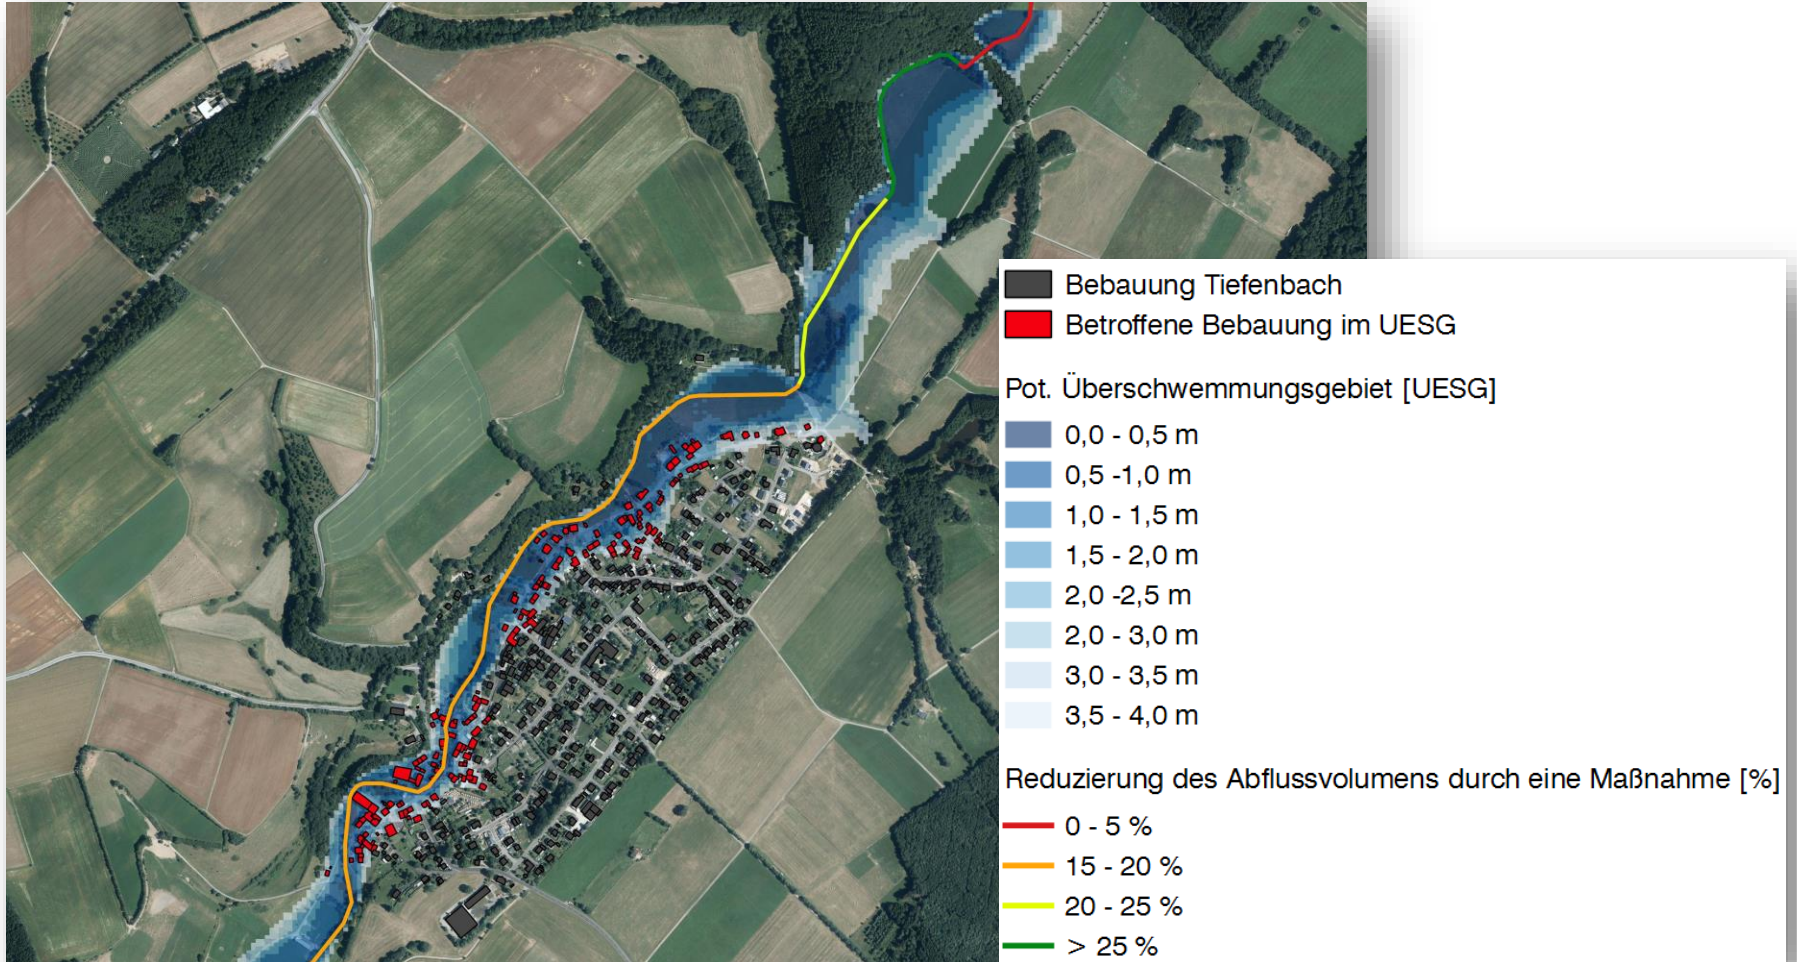 Bebauung Tiefenbach
Betroffene Bebauung im UESG
Pot. Überschwemmungsgebiet [UESG]
0,0 - 0,5 m
0,5 -1,0 m
1,0 - 1,5 m
1,5 - 2,0 m
2,0 -2,5 m
2,0 - 3,0 m
3,0 - 3,5 m
3,5 - 4,0 m
Reduzierung des Abflussvolumens durch eine Maßnahme [%]
0 - 5 %
15 - 20 %
20 - 25 %
> 25 %